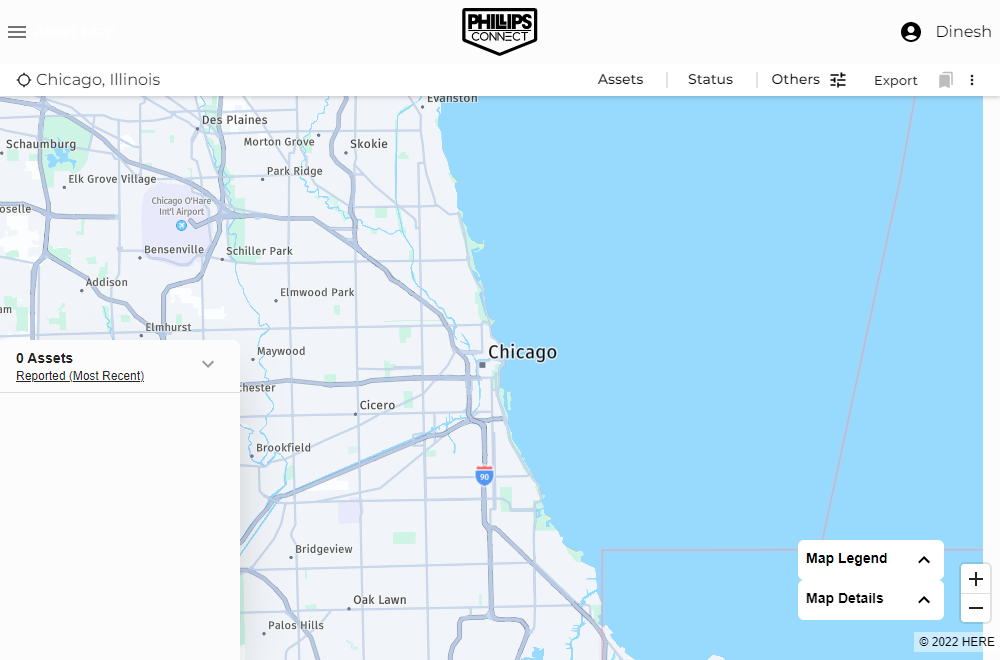 PHILLIPS
CONNECT
Dinesh
Chicago, Illinois
Assets
Status
Others
Export
Evanston
Des Plaines
Schaumburg
Morton Grove
Skokie
Elk Grove Village
Park Ridge
Chicago O'Hare
Int'l Airport
oselle
Bensenville
Schiller Park
Addison
Elmwood Park
am
Elmhurst
Maywood
Chicago
0 Assets
Reported (Most Recent)
chester
Cicero
Brookfield
90
Bridgeview
Map Legend
Map Details
Oak Lawn
Palos Hills
+
−
© 2022 HERE